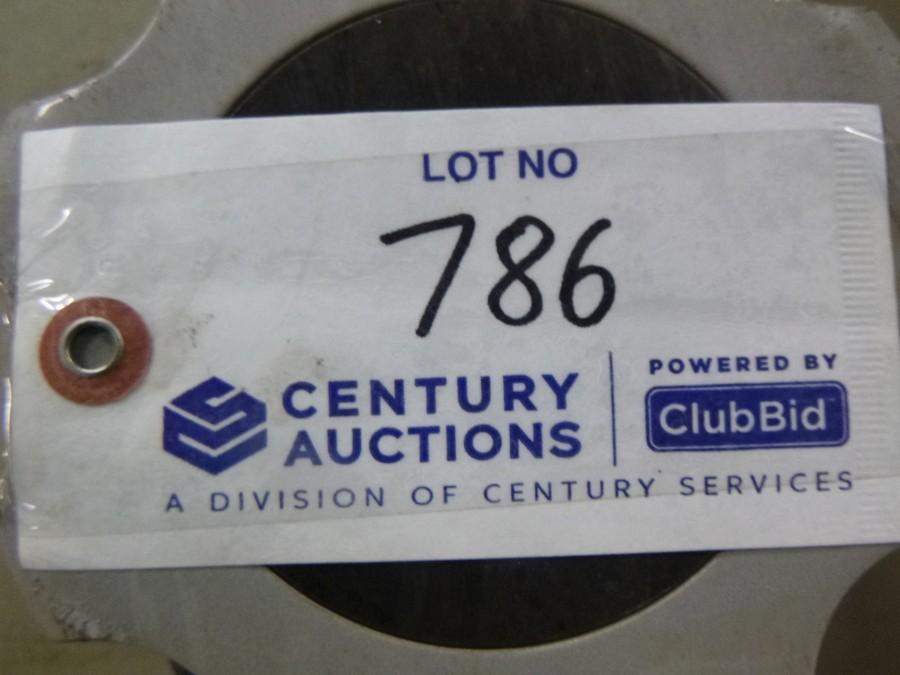 LOT NO
786
CENTURY
AUCTIONS
POWERED BY
ClubBid
A DIVISION OF CENTURY SERVICES